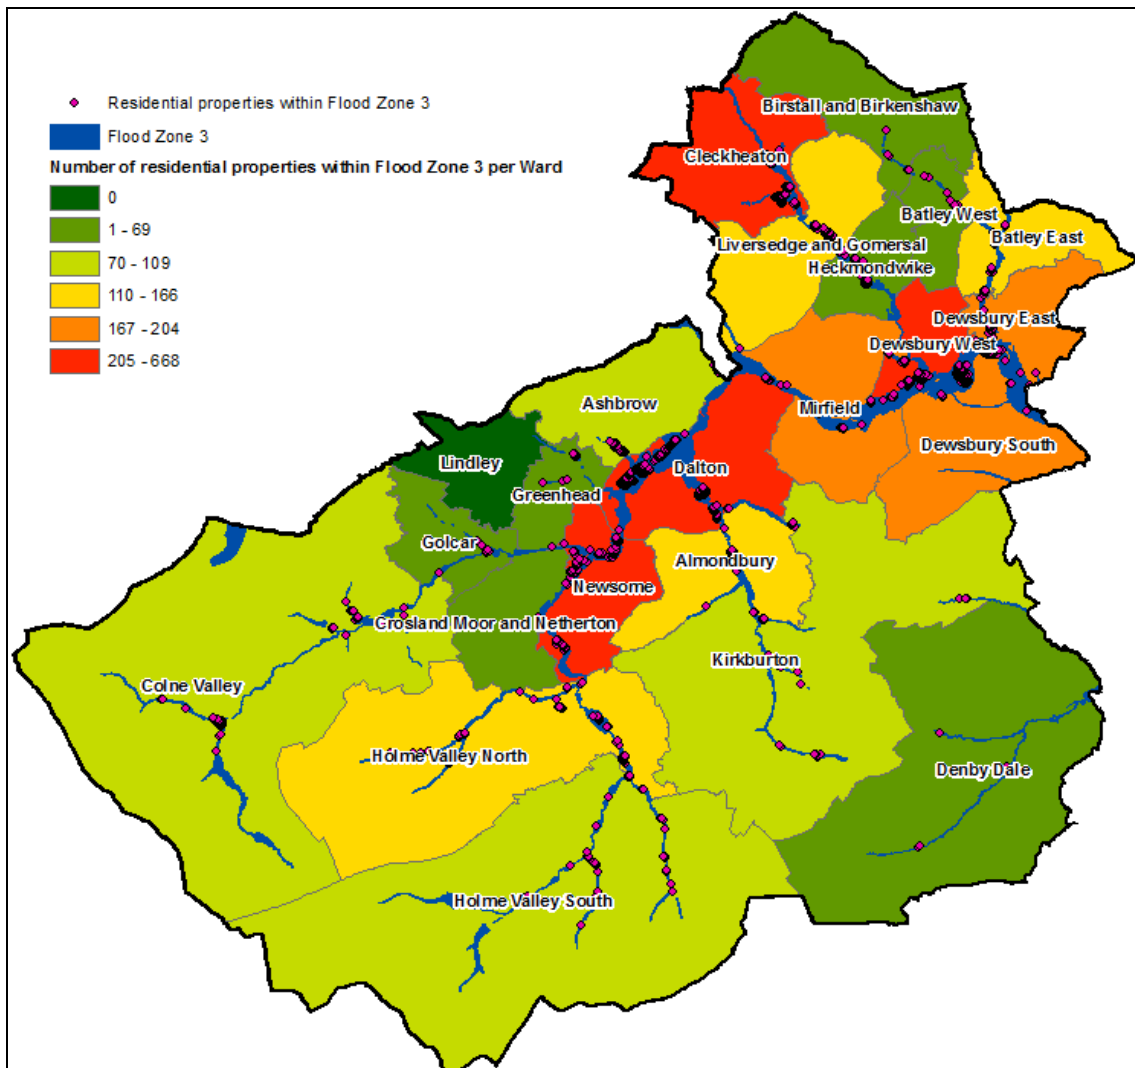 Residential properties within Flood Zone 3
Flood Zone 3
Number of residential properties within Flood Zone 3 per Ward
0
1 - 69
70 - 109
110 - 166
167 - 204
205 - 668
Birstall and Birkenshaw
Cleckheaton
Batley West
Batley East
Liversedge and Gomersal
Heckmondwike
Dewsbury East
Dewsbury West
Mirfield
Ashbrow
Dewsbury South
Lindley
Dalton
Greenhead
Golcar
Almondbury
Newsome
Crosland Moor and Netherton
Kirkburton
Colne Valley
Holme Valley North
Denby Dale
Holme Valley South